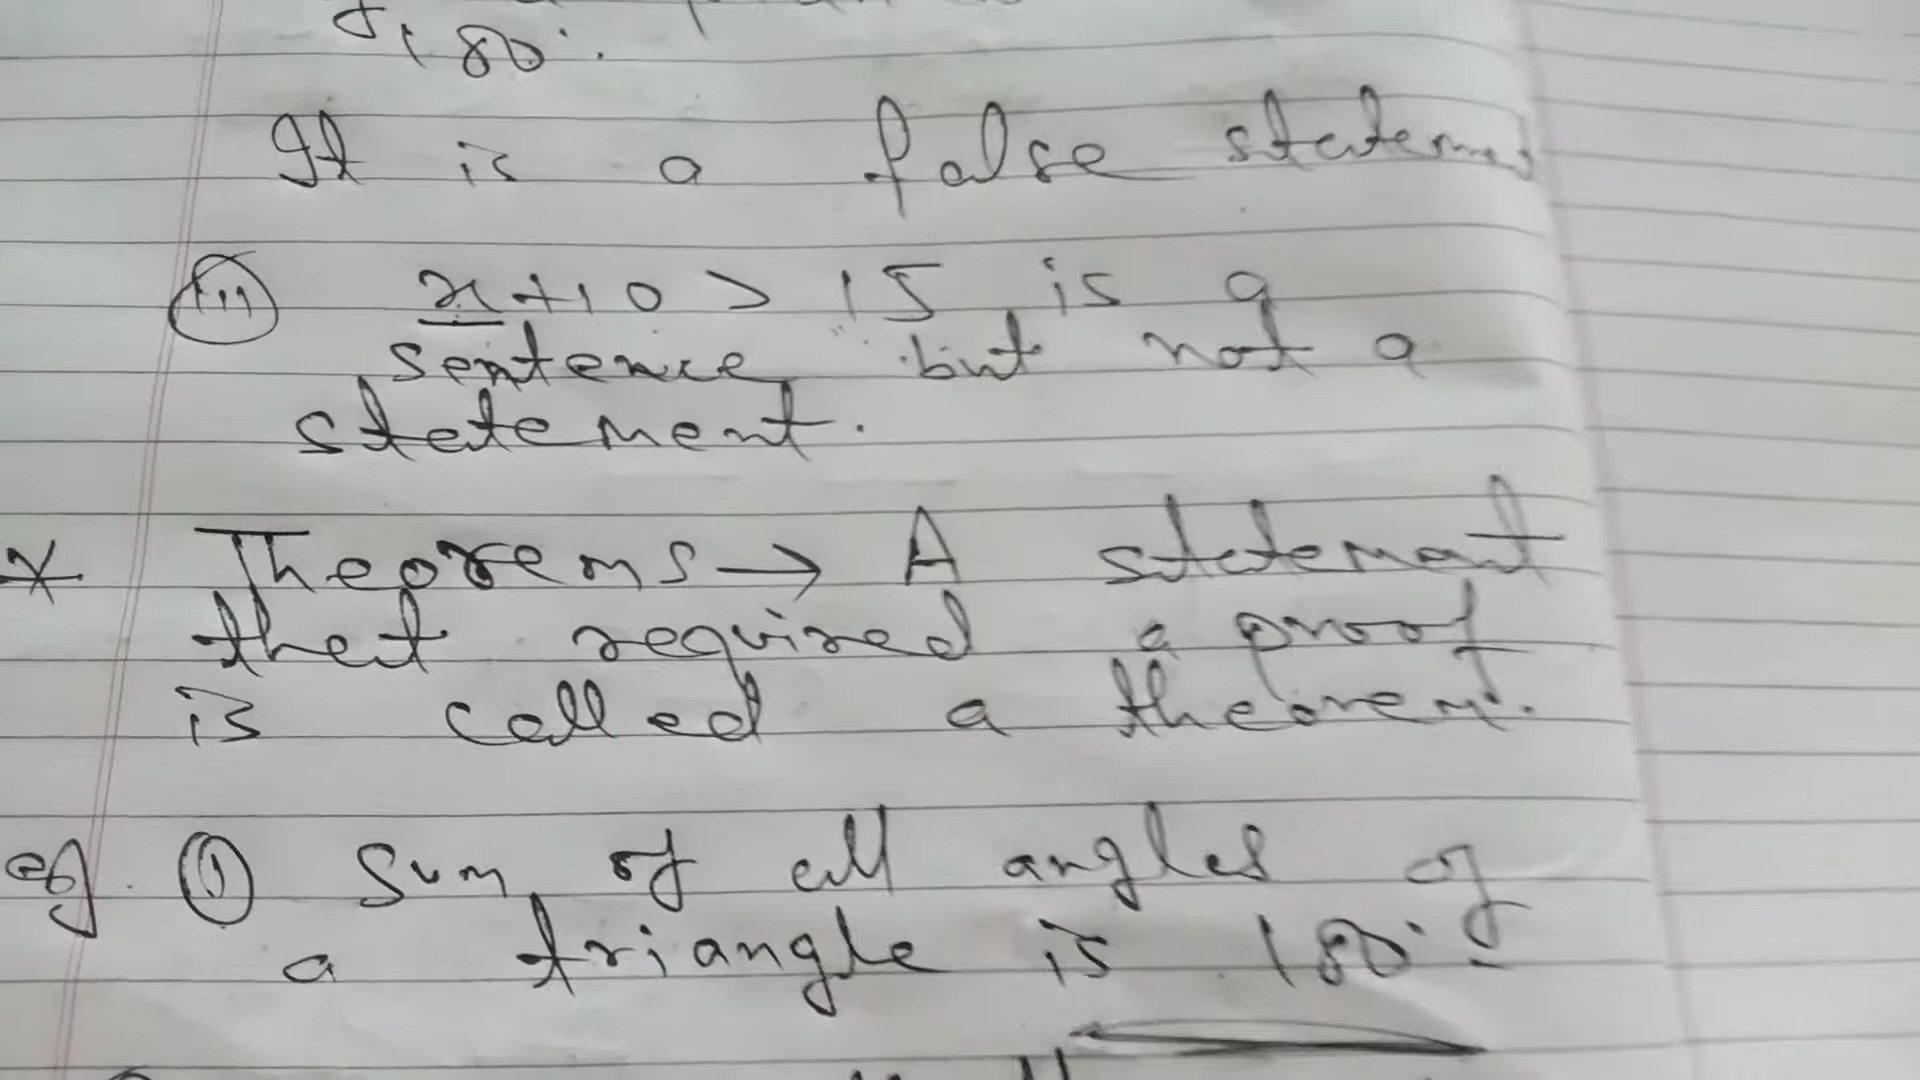 180°.
It is a false statem
(iii) x+10 > 15 is a
sentence but not a
statement.
* Theorems → A statement
that required a proof
is called a theorem.
eg. (i) Sum of all angles of
a triangle is 180°.